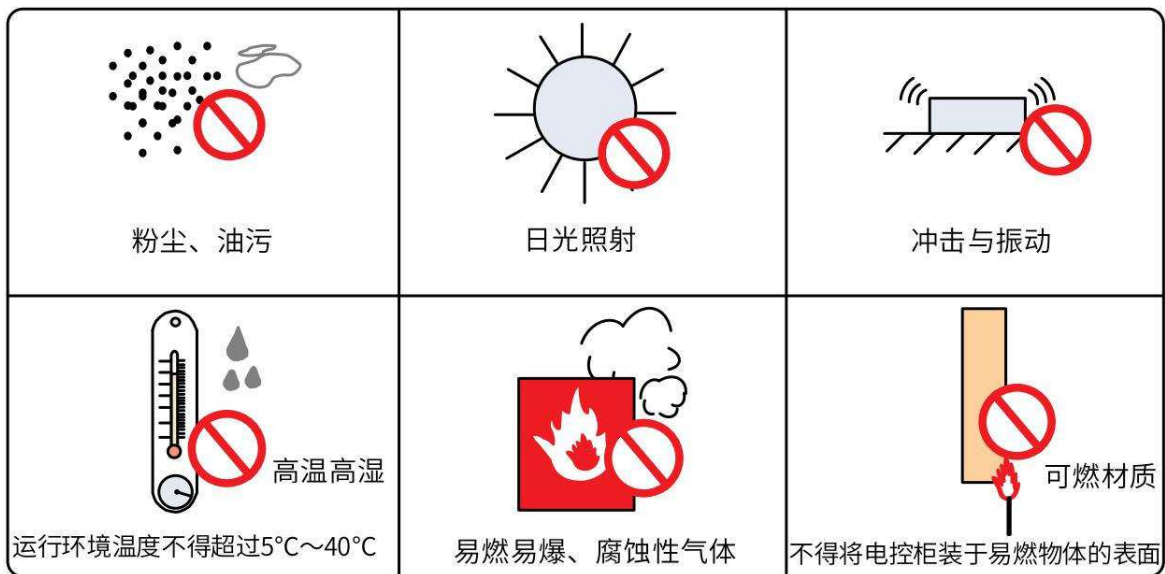 粉尘、油污
日光照射
冲击与振动
高温高湿
运行环境温度不得超过5℃～40℃
易燃易爆、腐蚀性气体
可燃材质
不得将电控柜装于易燃物体的表面